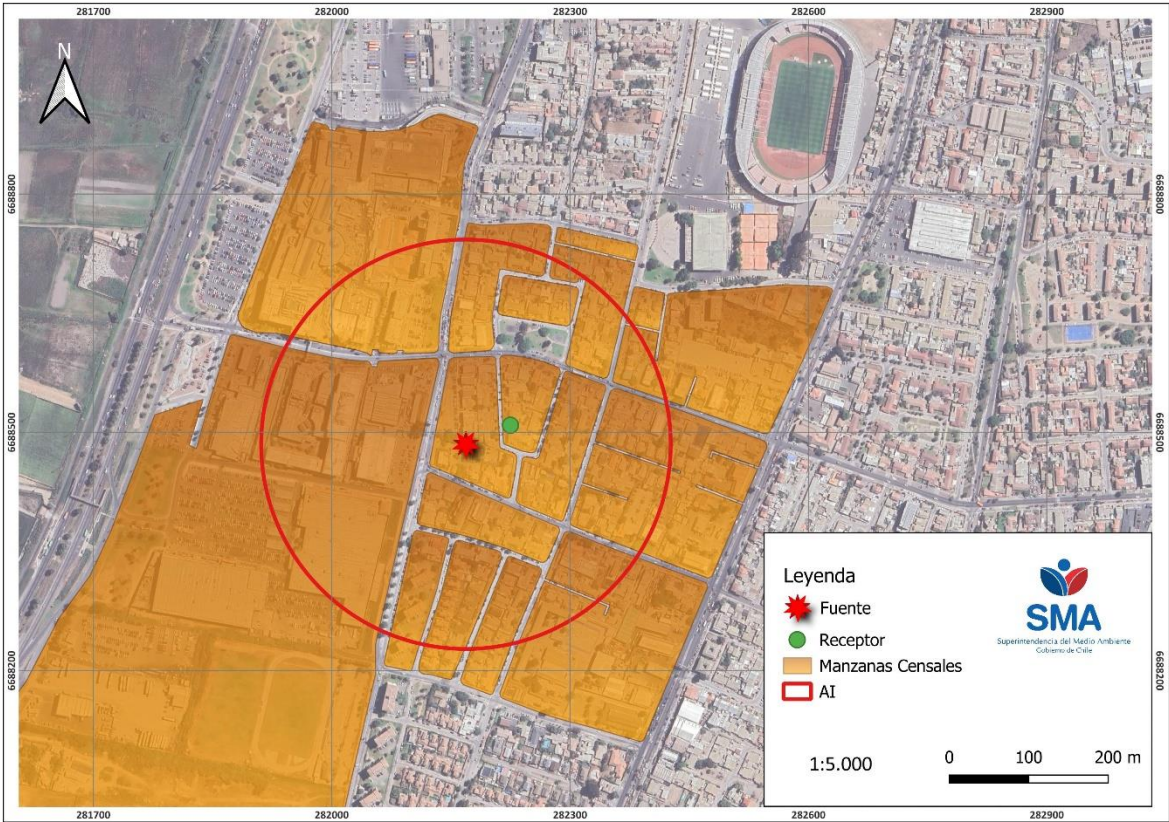 281700 282000 282300 282600 282900
N
6688800 6688800
6688500 6688500
6688200 6688200
Leyenda
Fuente
Receptor
Manzanas Censales
AI
SMA
Superintendencia del Medio Ambiente
Gobierno de Chile
1:5.000
0 100 200 m
281700 282000 282300 282600 282900